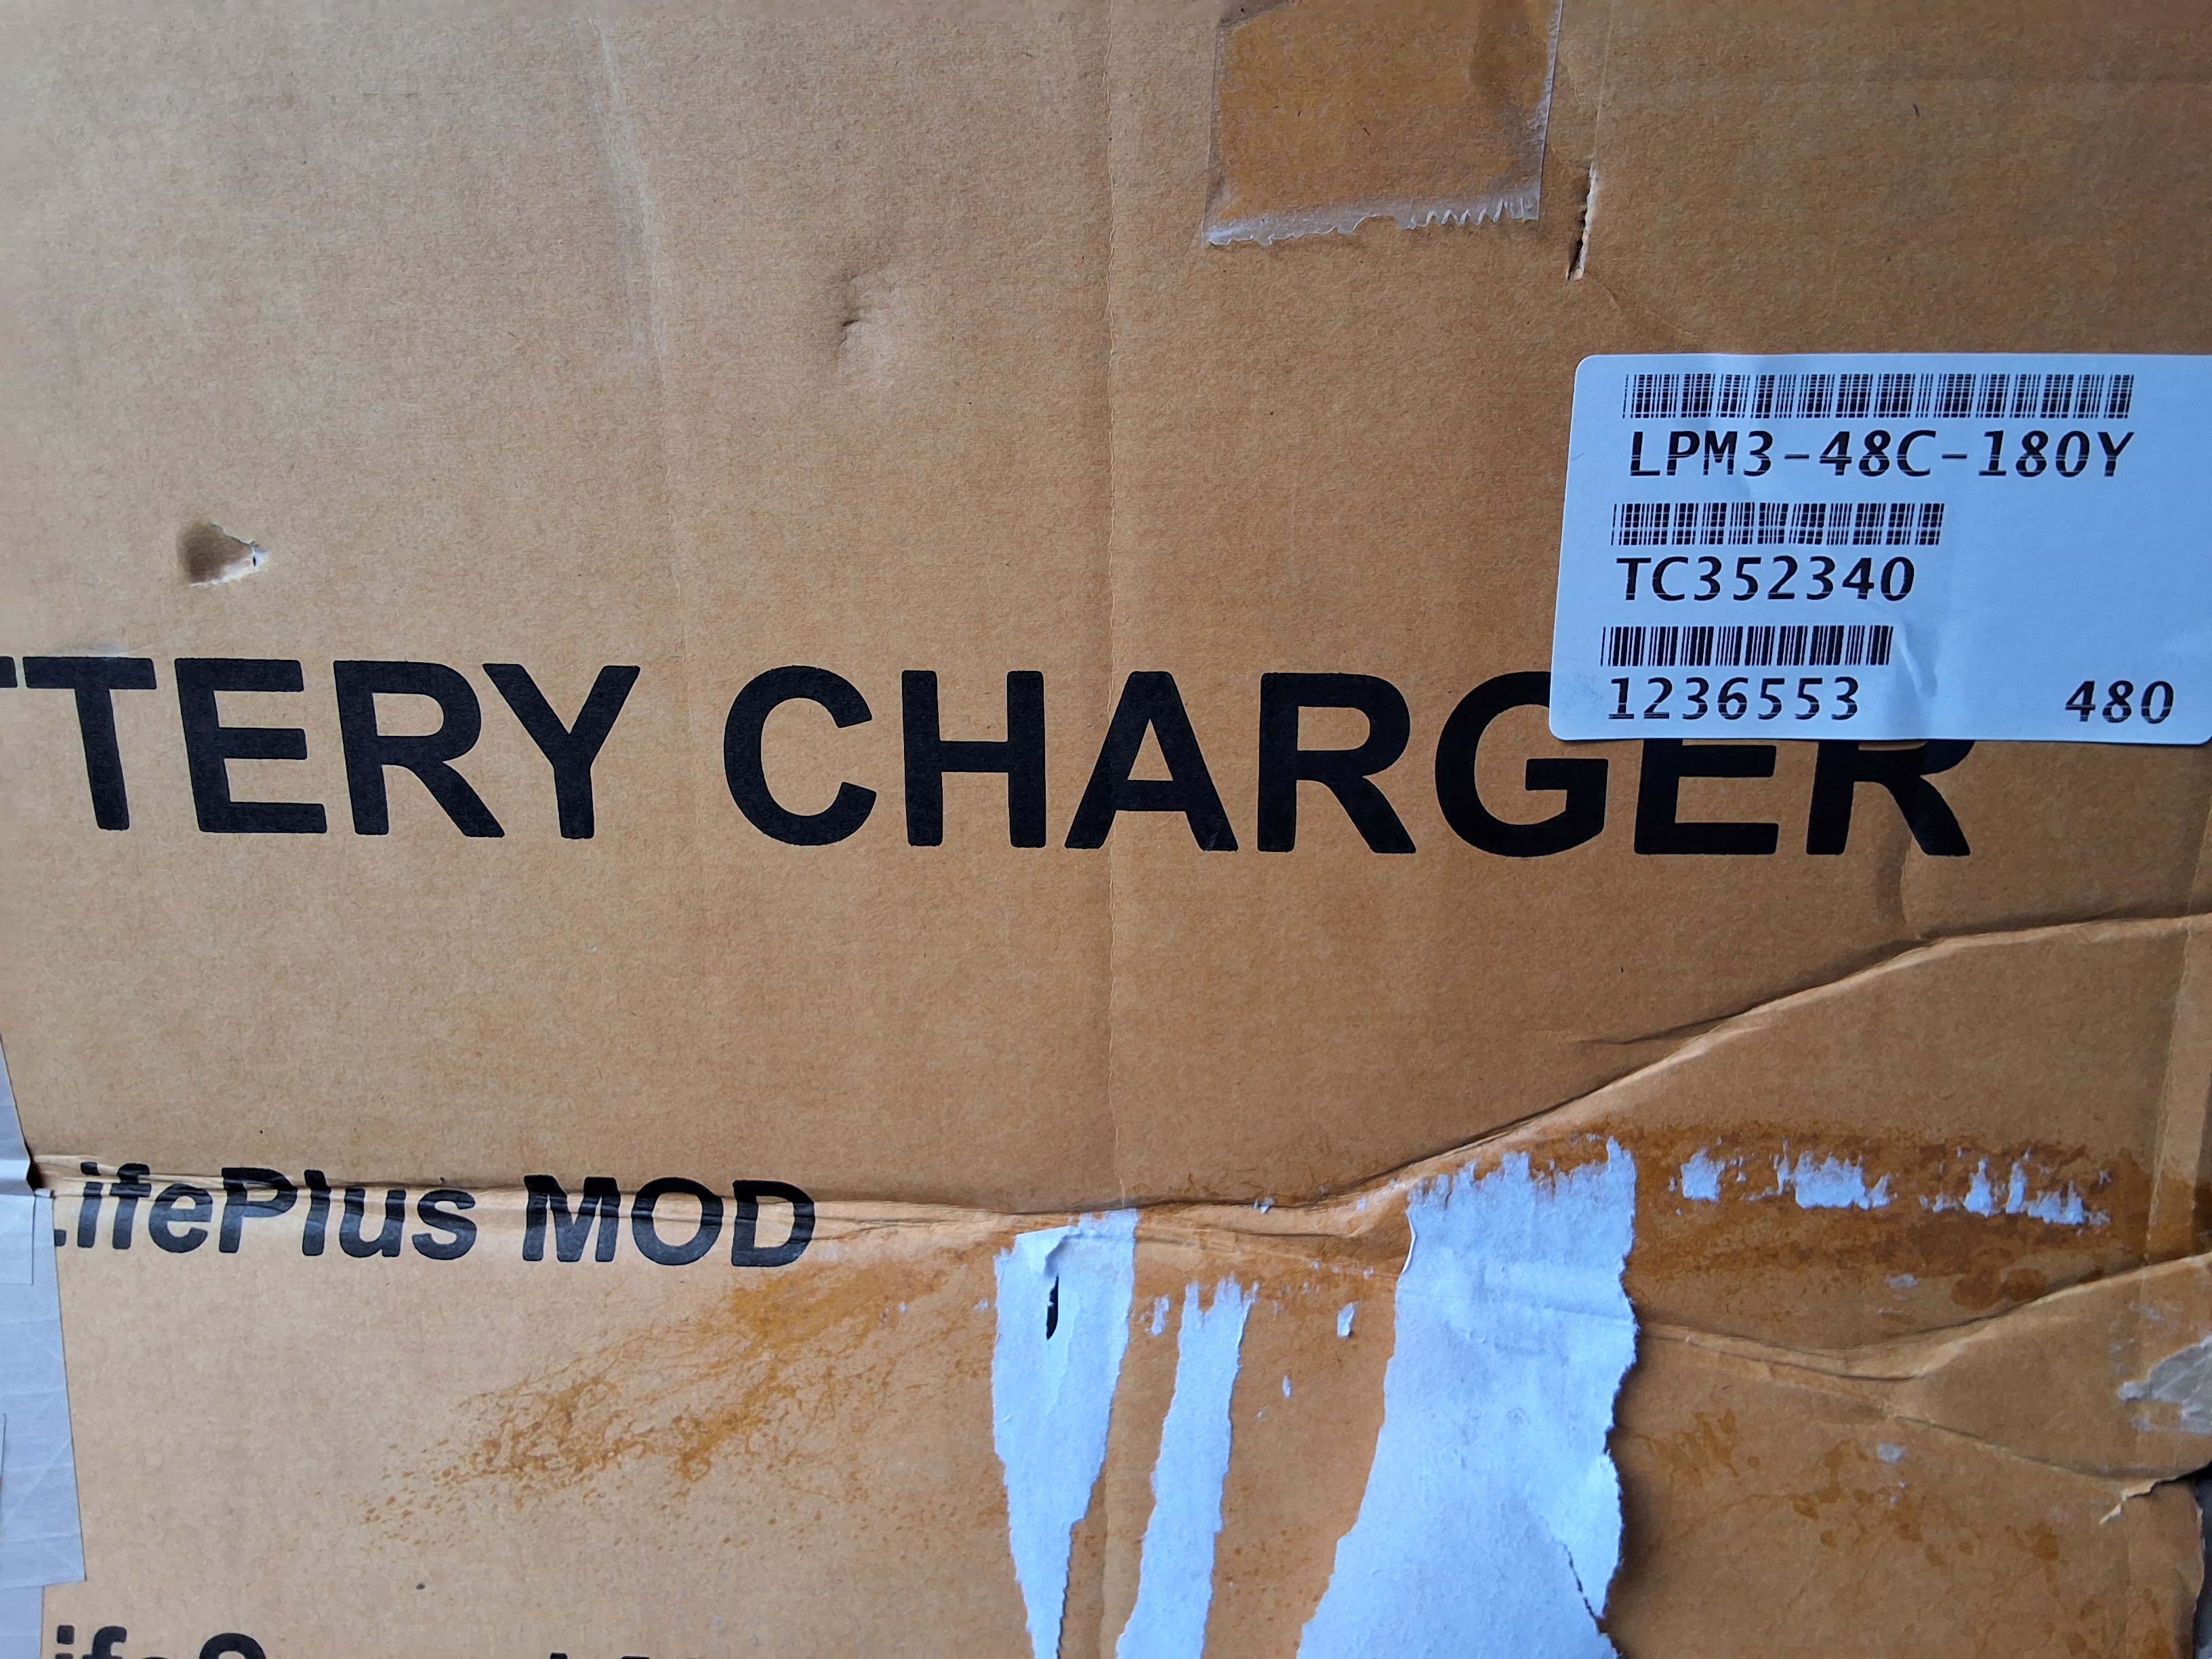 LPM3-48C-180Y
TC352340
1236553 480
TTERY CHARGER
LifePlus MOD